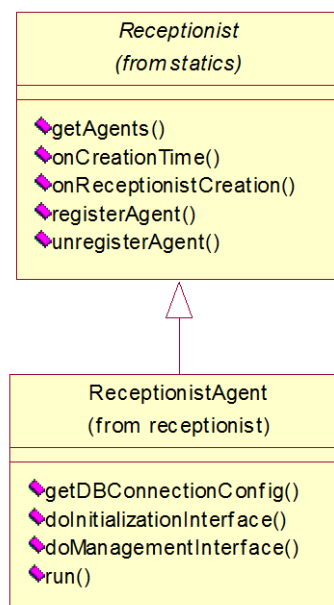 Receptionist
(from statics)
getAgents()
onCreationTime()
onReceptionistCreation()
registerAgent()
unregisterAgent()
ReceptionistAgent
(from receptionist)
getDBConnectionConfig()
doInitializationInterface()
doManagementInterface()
run()